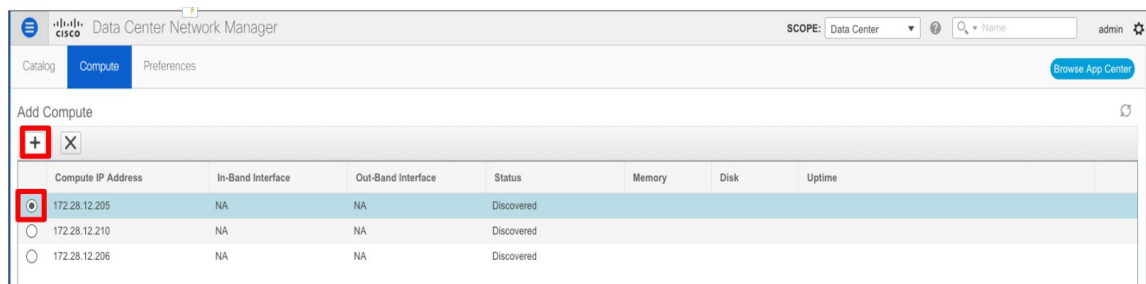 cisco Data Center Network Manager SCOPE: Data Center Name admin
Catalog Compute Preferences Browse App Center
Add Compute
Compute IP Address In-Band Interface Out-Band Interface Status Memory Disk Uptime
172.28.12.205 NA NA Discovered
172.28.12.210 NA NA Discovered
172.28.12.206 NA NA Discovered